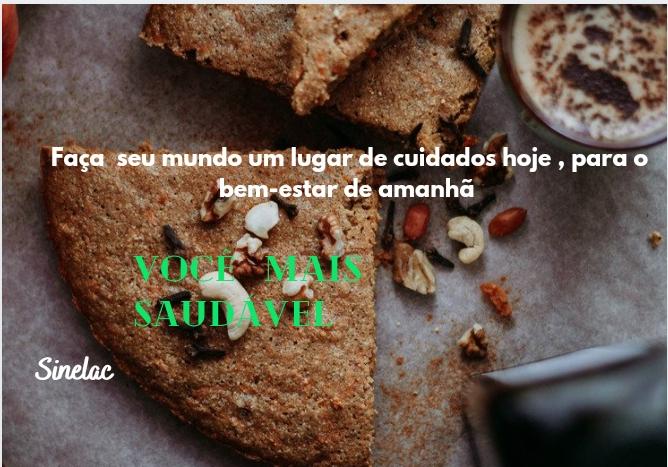 Faça seu mundo um lugar de cuidados hoje , para o
bem-estar de amanhã
VOCÊ MAIS
SAUDÁVEL
Sinelac